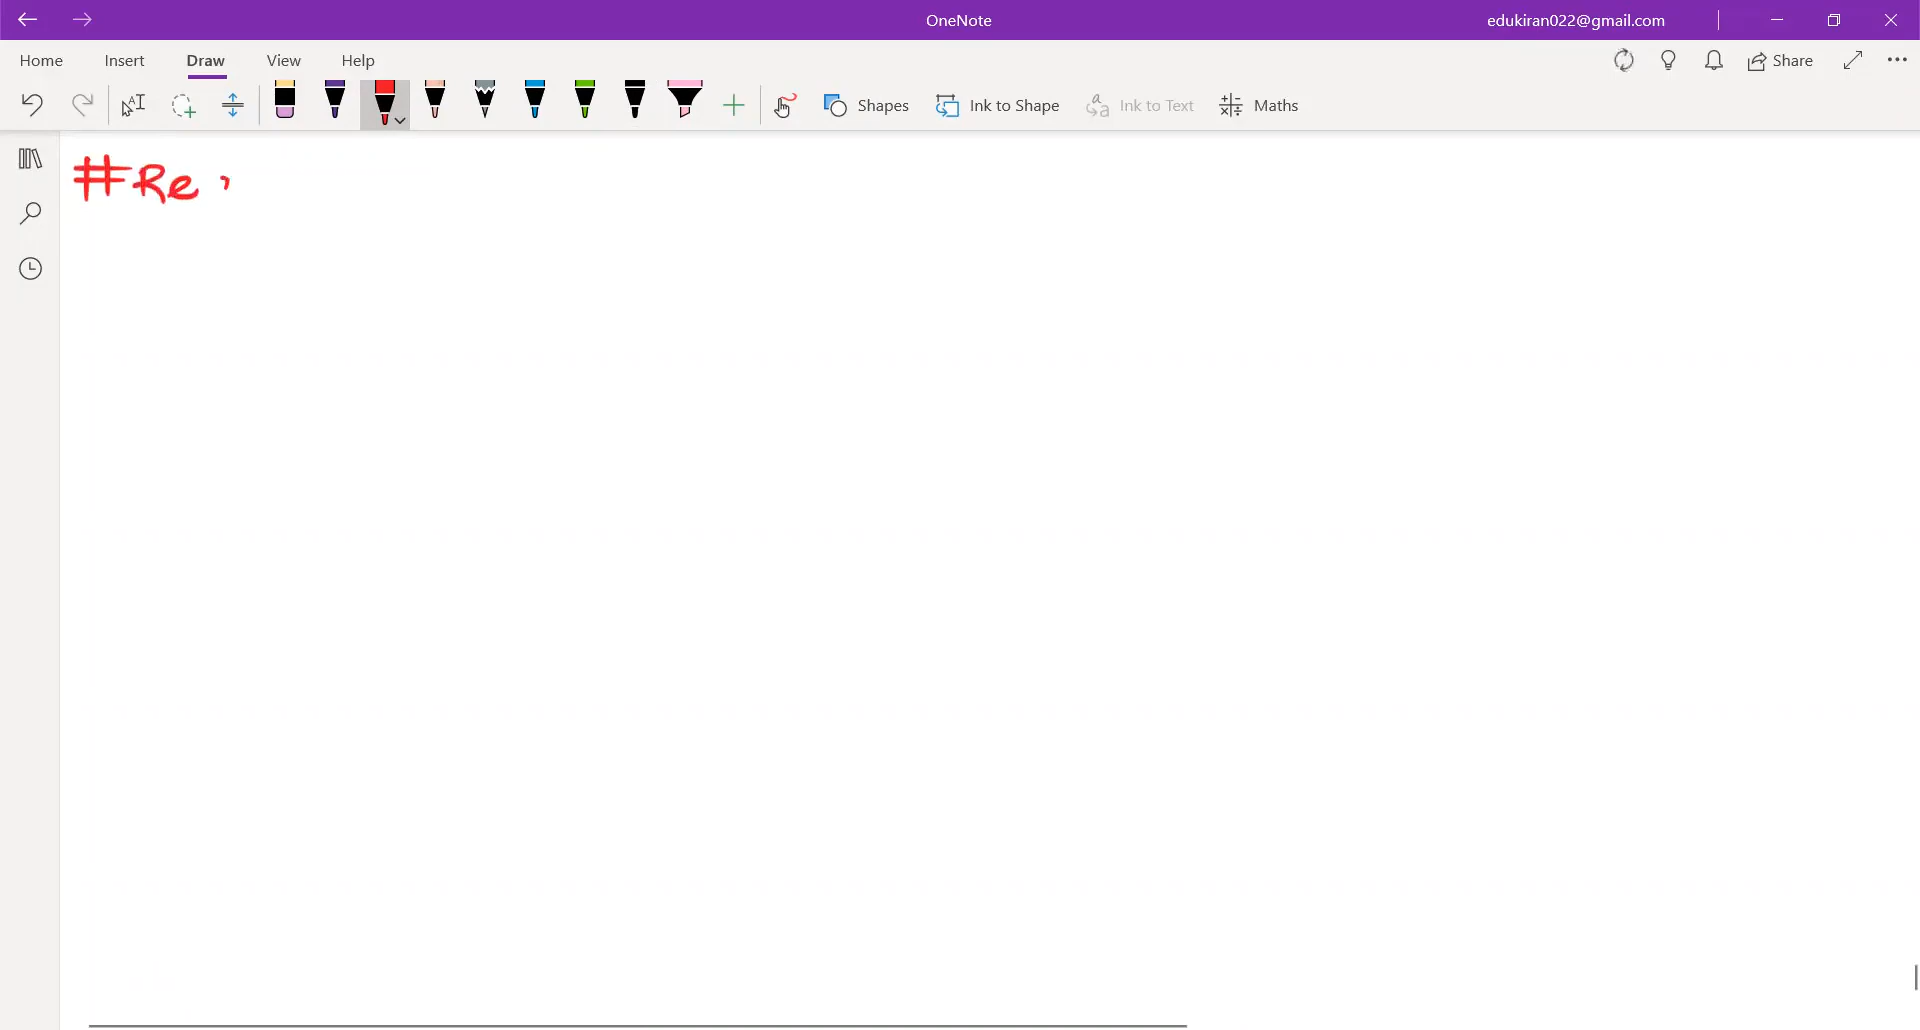 OneNote
edukiran022@gmail.com
Home Insert Draw View Help
Share
Shapes Ink to Shape Ink to Text Maths
#Re